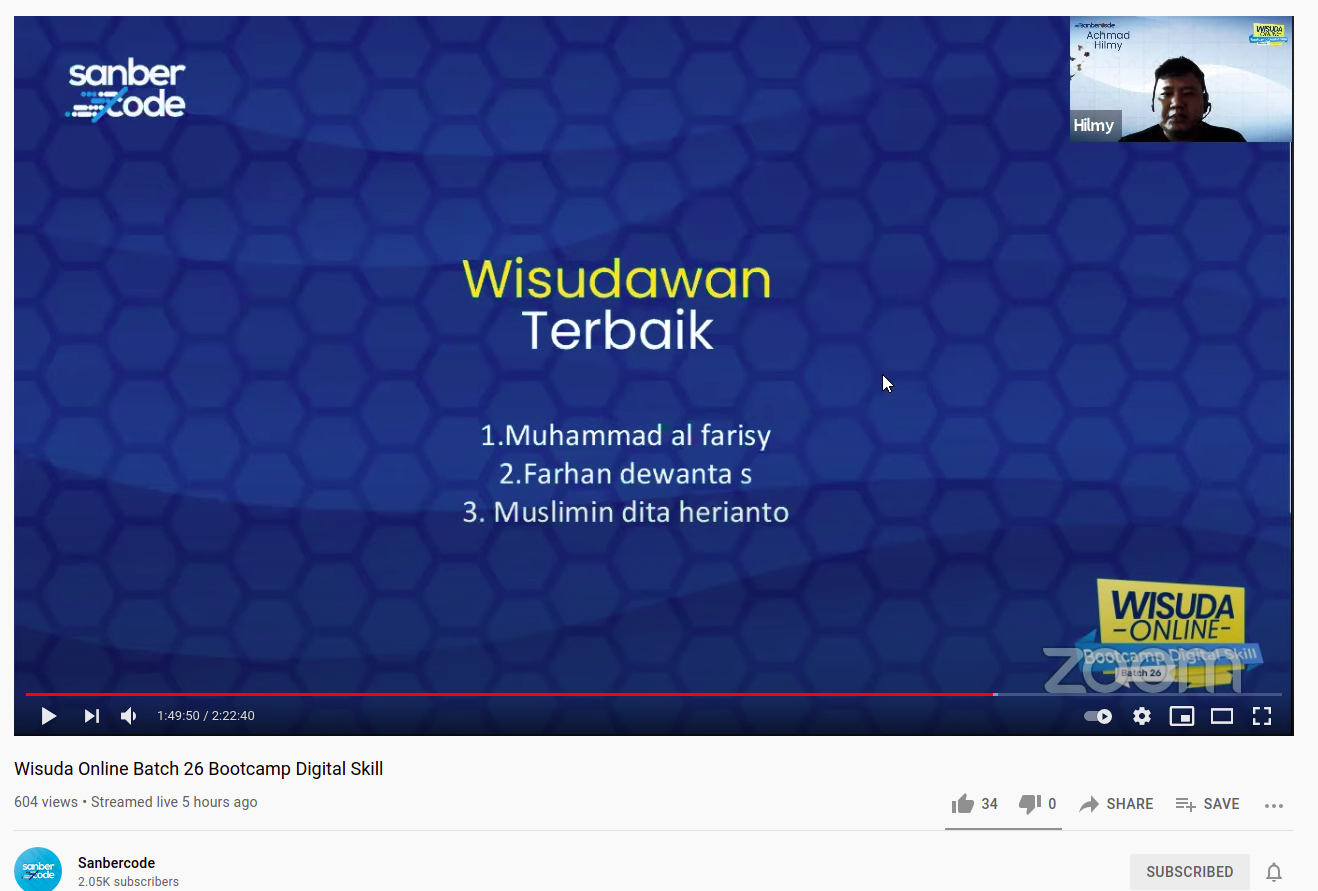 sanber
code
sanbercode
Achmad
Hilmy
WISUDA
Hilmy
Wisudawan
Terbaik
1.Muhammad al farisy
2.Farhan dewanta s
3. Muslimin dita herianto
WISUDA
-ONLINE-
Bootcamp Digital Skill
Batch 26
zoom
1:49:50 / 2:22:40
Wisuda Online Batch 26 Bootcamp Digital Skill
604 views • Streamed live 5 hours ago
34
0
SHARE
SAVE
sanber
code
Sanbercode
2.05K subscribers
SUBSCRIBED